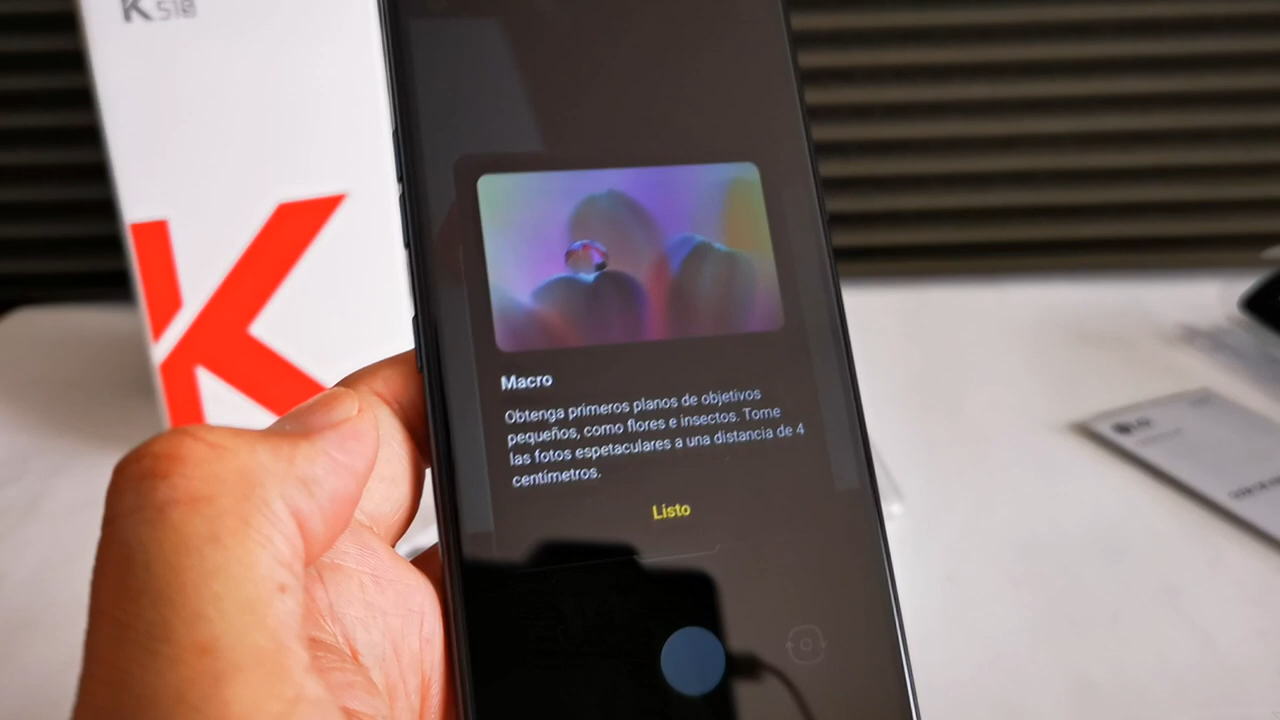 K51S
K
Macro
Obtenga primeros planos de objetivos
pequeños, como flores e insectos. Tome
las fotos espetaculares a una distancia de 4
centímetros.
Listo
LG